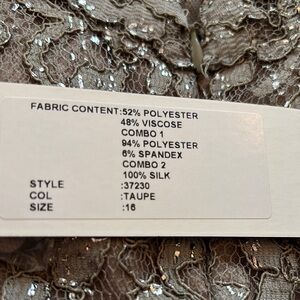 FABRIC CONTENT:52% POLYESTER
48% VISCOSE
COMBO 1
94% POLYESTER
6% SPANDEX
COMBO 2
100% SILK
STYLE :37230
COL :TAUPE
SIZE :16